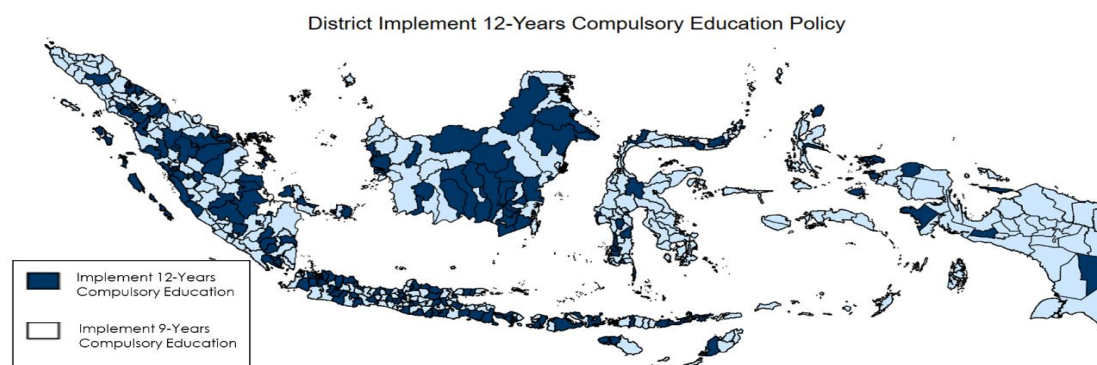 District Implement 12-Years Compulsory Education Policy
Implement 12-Years
Compulsory Education
Implement 9-Years
Compulsory Education